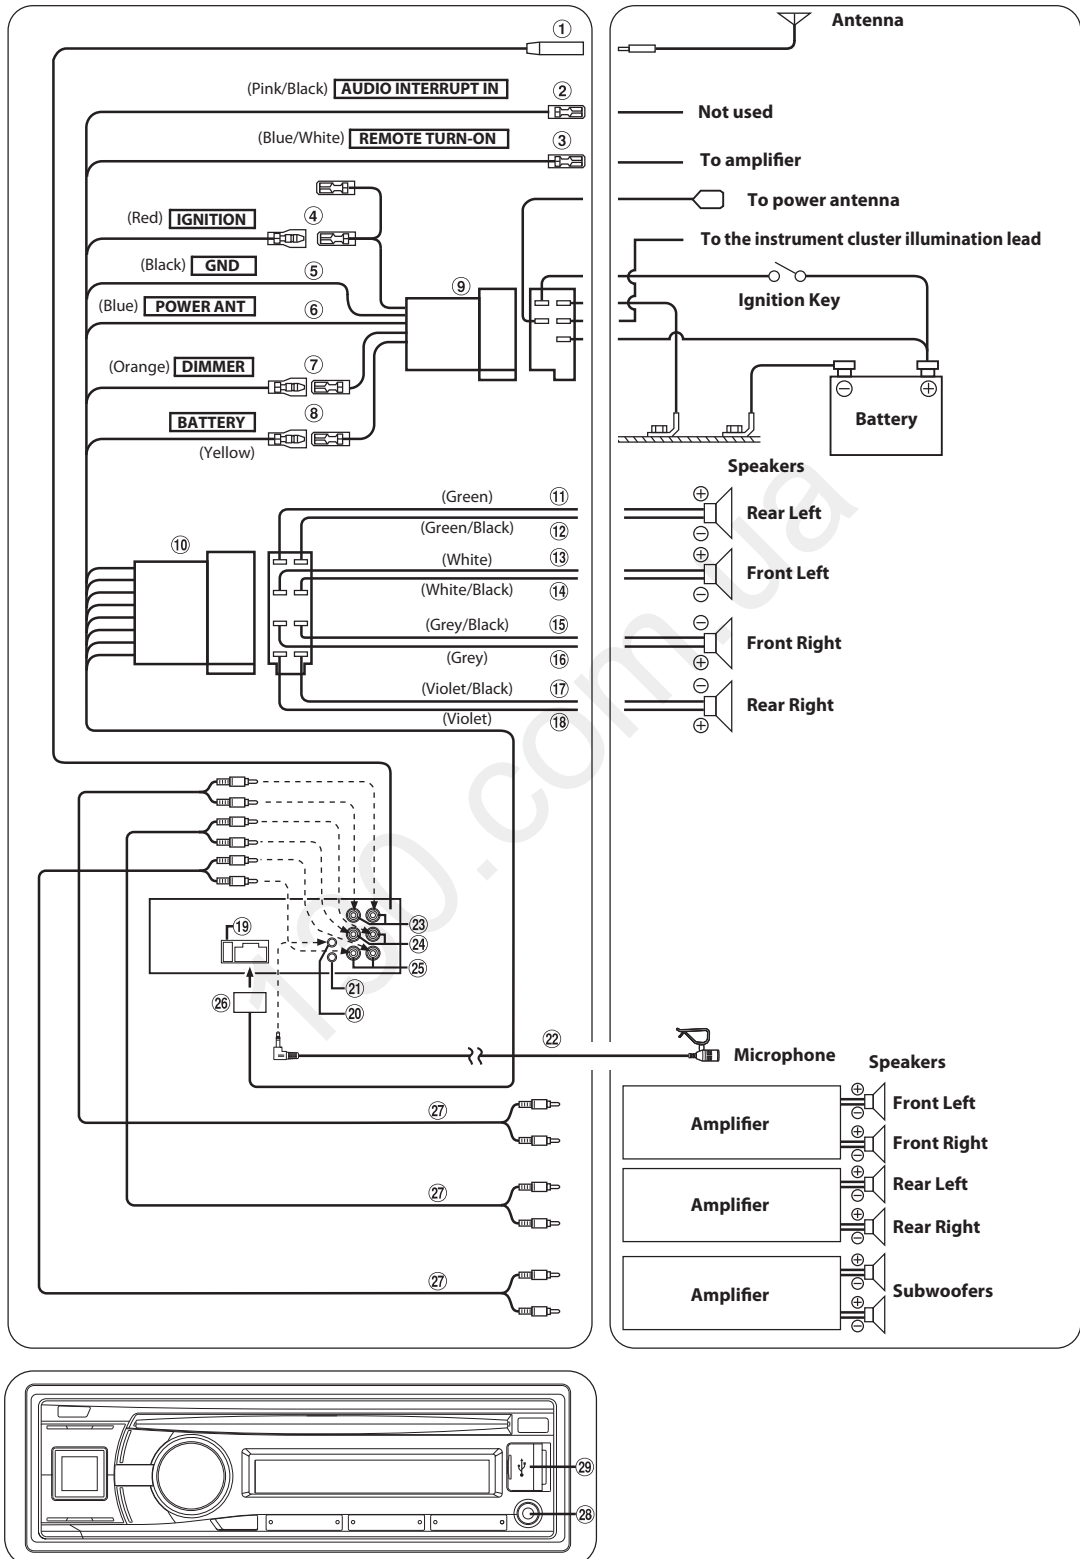 ① Antenna
(Pink/Black) AUDIO INTERRUPT IN ② Not used
(Blue/White) REMOTE TURN-ON ③ To amplifier
To power antenna
(Red) IGNITION ④ To the instrument cluster illumination lead
(Black) GND ⑤ ⑨
Ignition Key
(Blue) POWER ANT ⑥
(Orange) DIMMER ⑦
⊖ ⊕
BATTERY ⑧ Battery
(Yellow)
Speakers
(Green) ⑪ ⊕
Rear Left
(Green/Black) ⑫ ⊖
⑩
(White) ⑬ ⊕
Front Left
(White/Black) ⑭ ⊖
(Grey/Black) ⑮ ⊖
Front Right
(Grey) ⑯ ⊕
(Violet/Black) ⑰ ⊖
Rear Right
(Violet) ⑱ ⊕
⑲ ㉓
㉔
㉕
㉖ ㉑
⑳
㉒
Microphone
Speakers
㉗ Amplifier ⊕ ⊖ Front Left
⊕ ⊖ Front Right
㉗ Amplifier ⊕ ⊖ Rear Left
⊕ ⊖ Rear Right
㉗ Amplifier ⊕ ⊖ ⊕ ⊖ Subwoofers
㉙
㉘
130.com.ua